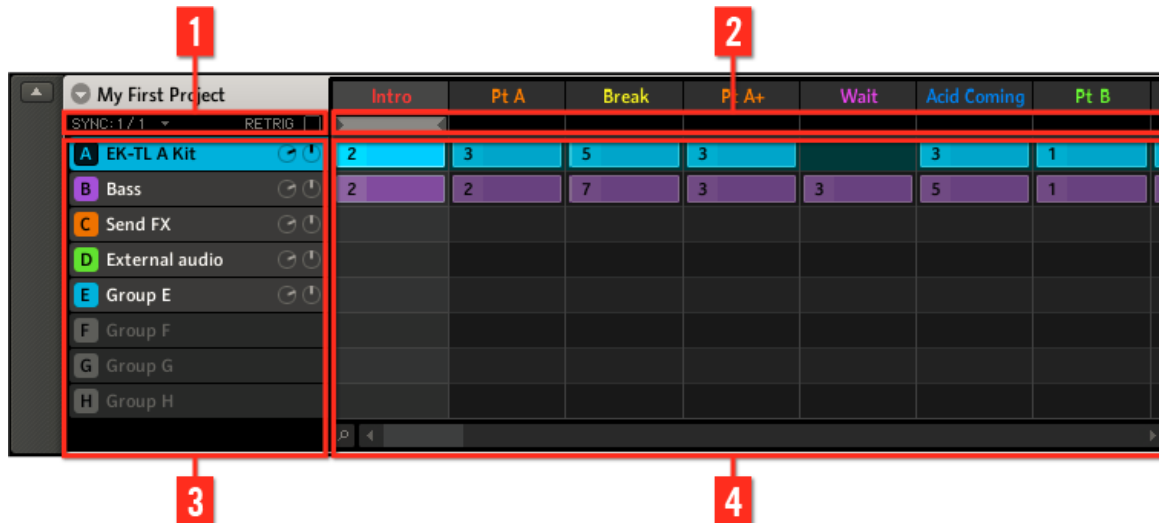 1 2
My First Project Intro Pt A Break Pt A+ Wait Acid Coming Pt B
SYNC: 1 / 1 RETRIG
A EK-TL A Kit 2 3 5 3 3 1
B Bass 2 2 7 3 3 5 1
C Send FX
D External audio
E Group E
F Group F
G Group G
H Group H
3 4